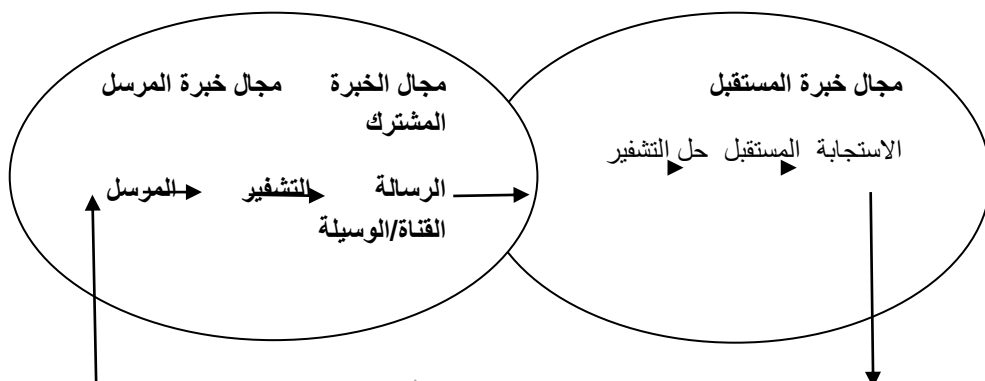 مجال خبرة المرسل
مجال الخبرة
المشترك
المرسل
التشفير
الرسالة
القناة/الوسيلة
مجال خبرة المستقبل
حل التشفير المستقبل الاستجابة